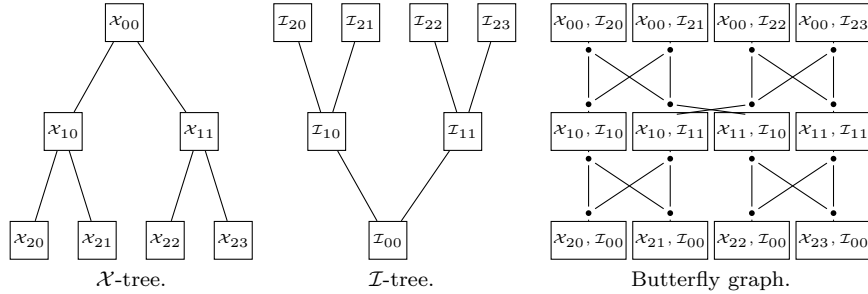 𝒳₀₀ ℐ₂₀ ℐ₂₁ ℐ₂₂ ℐ₂₃ 𝒳₀₀, ℐ₂₀ 𝒳₀₀, ℐ₂₁ 𝒳₀₀, ℐ₂₂ 𝒳₀₀, ℐ₂₃
𝒳₁₀ 𝒳₁₁ ℐ₁₀ ℐ₁₁ 𝒳₁₀, ℐ₁₀ 𝒳₁₀, ℐ₁₁ 𝒳₁₁, ℐ₁₀ 𝒳₁₁, ℐ₁₁
𝒳₂₀ 𝒳₂₁ 𝒳₂₂ 𝒳₂₃ ℐ₀₀ 𝒳₂₀, ℐ₀₀ 𝒳₂₁, ℐ₀₀ 𝒳₂₂, ℐ₀₀ 𝒳₂₃, ℐ₀₀
𝒳-tree. ℐ-tree. Butterfly graph.